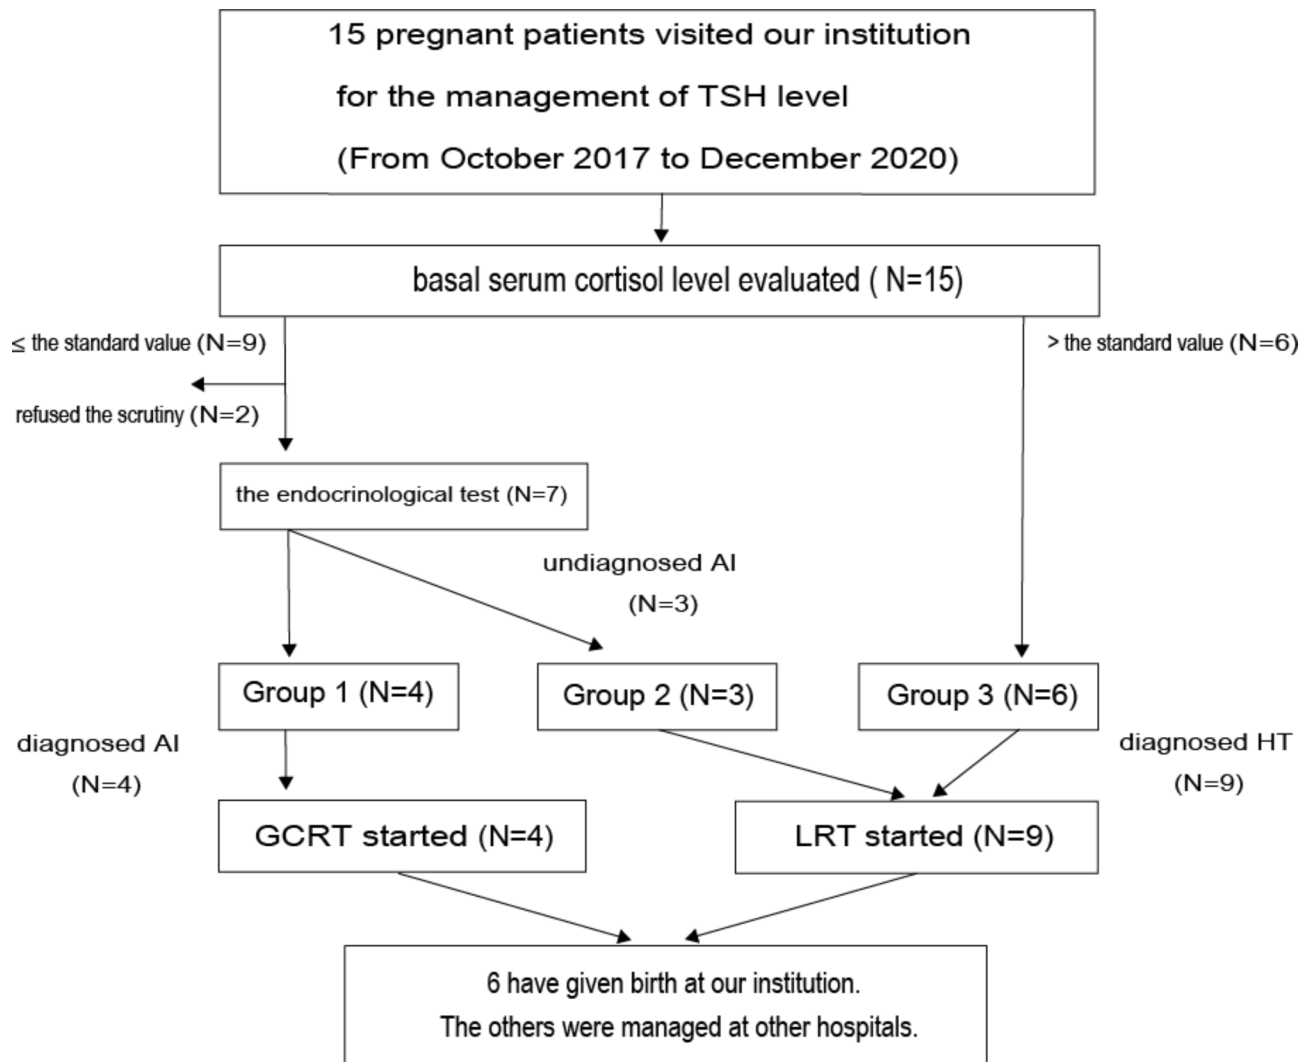 15 pregnant patients visited our institution
for the management of TSH level
(From October 2017 to December 2020)
basal serum cortisol level evaluated ( N=15)
≤ the standard value (N=9)
> the standard value (N=6)
refused the scrutiny (N=2)
the endocrinological test (N=7)
undiagnosed AI
(N=3)
Group 1 (N=4)
Group 2 (N=3)
Group 3 (N=6)
diagnosed AI
(N=4)
diagnosed HT
(N=9)
GCRT started (N=4)
LRT started (N=9)
6 have given birth at our institution.
The others were managed at other hospitals.